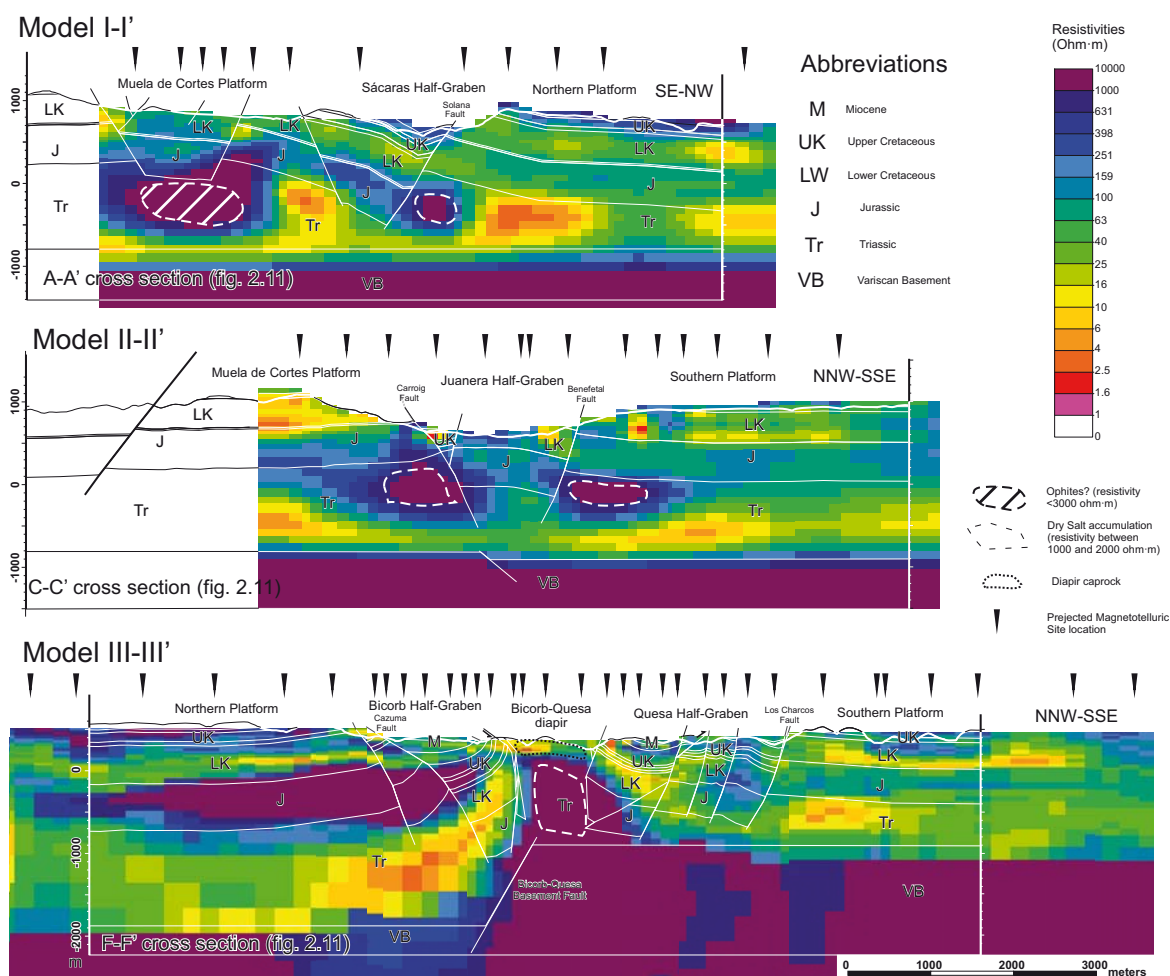 Model I-I'
Muela de Cortes Platform
Sácaras Half-Graben
Solana
Fault
Northern Platform
SE-NW
1000
0
-1000
LK
J
Tr
LK
LK
J
J
UK
LK
J
Tr
UK
LK
J
Tr
VB
A-A' cross section (fig. 2.11)
Abbreviations
M Miocene
UK Upper Cretaceous
LW Lower Cretaceous
J Jurassic
Tr Triassic
VB Variscan Basement
Resistivities
(Ohm·m)
10000
1000
631
398
251
159
100
63
40
25
16
10
6
4
2.5
1.6
1
0
Model II-II'
Muela de Cortes Platform
Carroig
Fault
Juanera Half-Graben
Benefetal
Fault
Southern Platform
NNW-SSE
1000
0
-1000
LK
J
Tr
J
Tr
UK
J
LK
LK
J
Tr
VB
C-C' cross section (fig. 2.11)
Ophites? (resistivity
<3000 ohm·m)
Dry Salt accumulation
(resistivity between
1000 and 2000 ohm·m)
Diapir caprock
Projected Magnetotelluric
Site location
Model III-III'
Northern Platform
Bicorb Half-Graben
Cazuma
Fault
Bicorb-Quesa
diapir
Quesa Half-Graben
Los Charcos
Fault
Southern Platform
NNW-SSE
0
-1000
-2000
m
UK
LK
J
Tr
M
UK
LK
J
Tr
M
UK
LK
J
UK
LK
J
UK
LK
J
Tr
Bicorb-Quesa
Basement Fault
VB
VB
F-F' cross section (fig. 2.11)
0 1000 2000 3000
meters